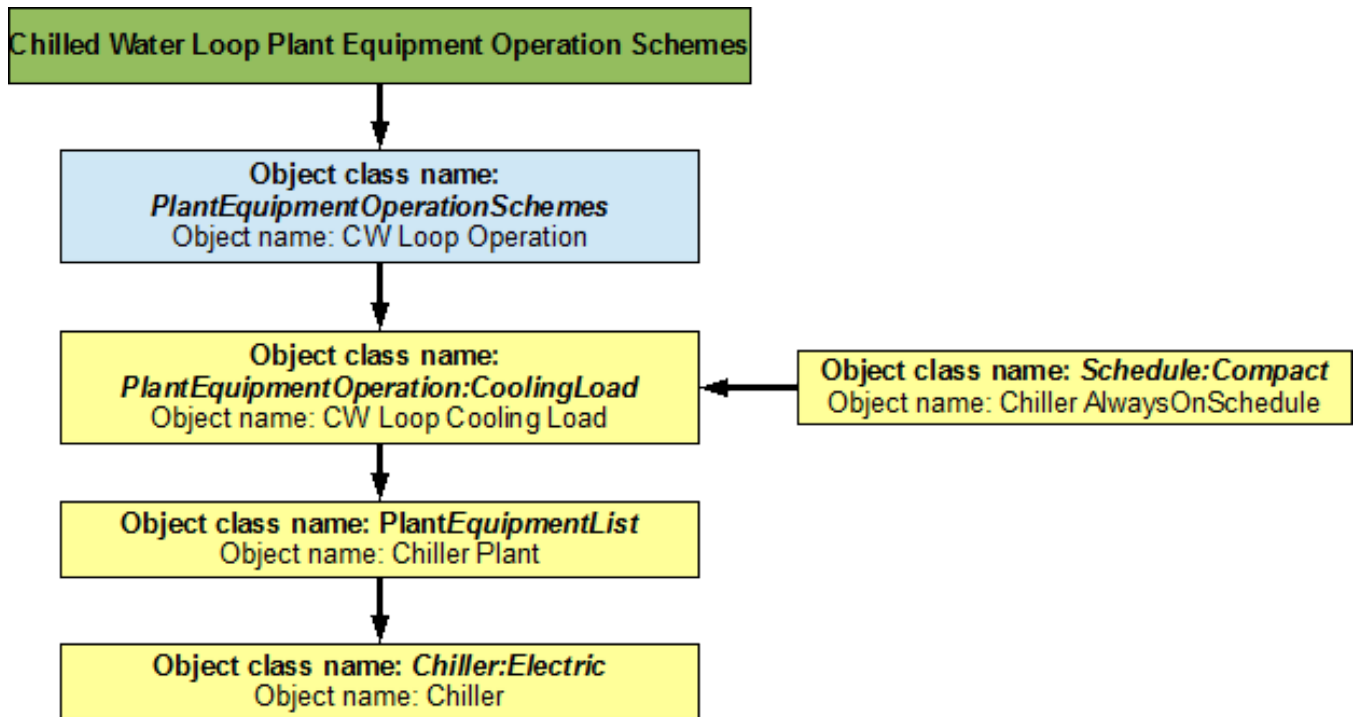 Chilled Water Loop Plant Equipment Operation Schemes
Object class name:
PlantEquipmentOperationSchemes
Object name: CW Loop Operation
Object class name:
PlantEquipmentOperation:CoolingLoad
Object name: CW Loop Cooling Load
Object class name: Schedule:Compact
Object name: Chiller AlwaysOnSchedule
Object class name: PlantEquipmentList
Object name: Chiller Plant
Object class name: Chiller:Electric
Object name: Chiller